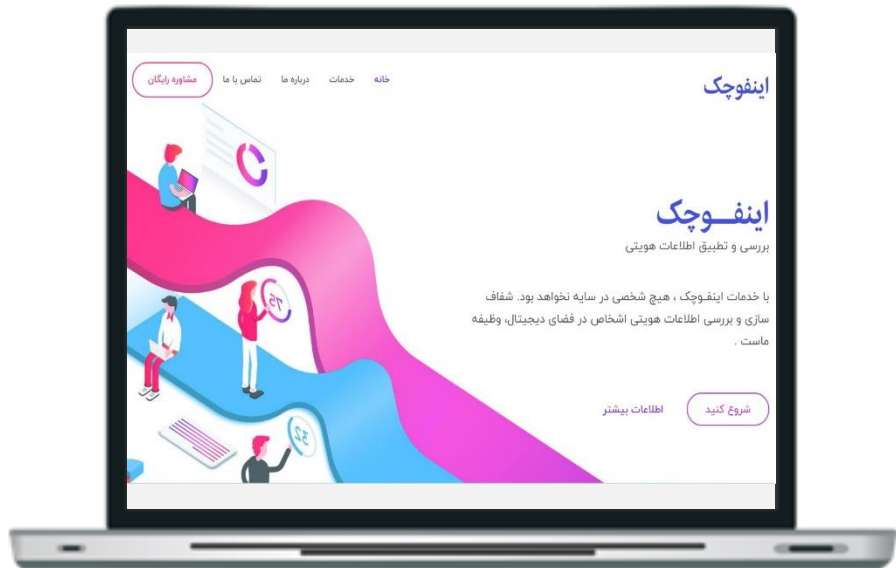 اینفوچک
خانه خدمات درباره ما تماس با ما مشاوره رایگان
اینفـــوچک
بررسی و تطبیق اطلاعات هویتی
با خدمات اینفـوچک ، هیچ شخصی در سایه نخواهد بود. شفاف
سازی و بررسی اطلاعات هویتی اشخاص در فضای دیجیتال، وظیفه
ماست .
شروع کنید اطلاعات بیشتر